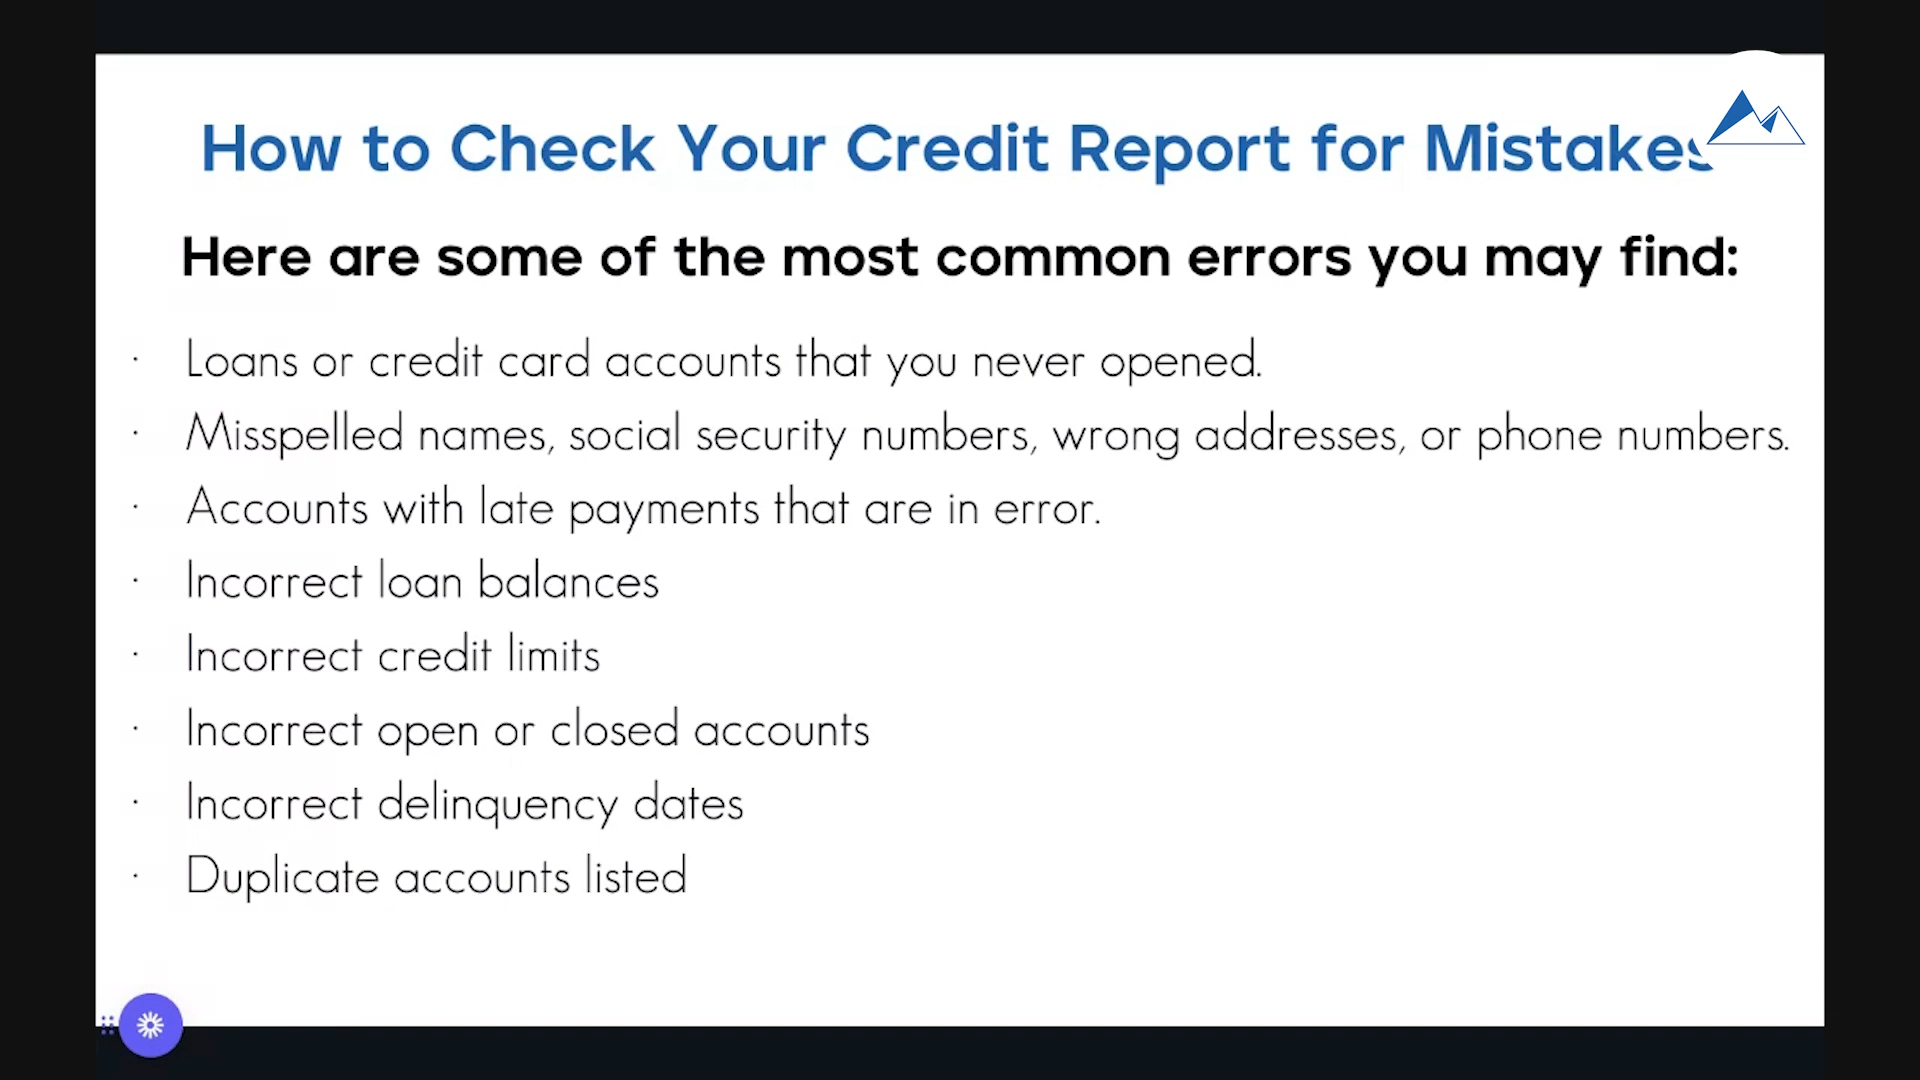 How to Check Your Credit Report for Mistakes
Here are some of the most common errors you may find:
· Loans or credit card accounts that you never opened.
· Misspelled names, social security numbers, wrong addresses, or phone numbers.
· Accounts with late payments that are in error.
· Incorrect loan balances
· Incorrect credit limits
· Incorrect open or closed accounts
· Incorrect delinquency dates
· Duplicate accounts listed